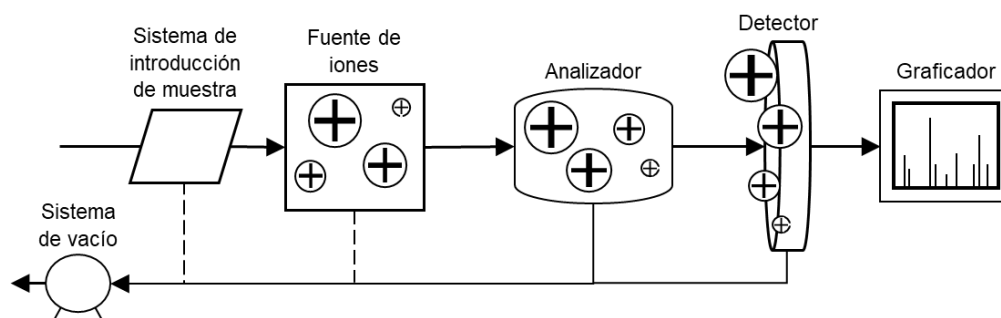 Sistema de
introducción
de muestra
Fuente de
iones
Analizador
Detector
Graficador
Sistema
de vacío